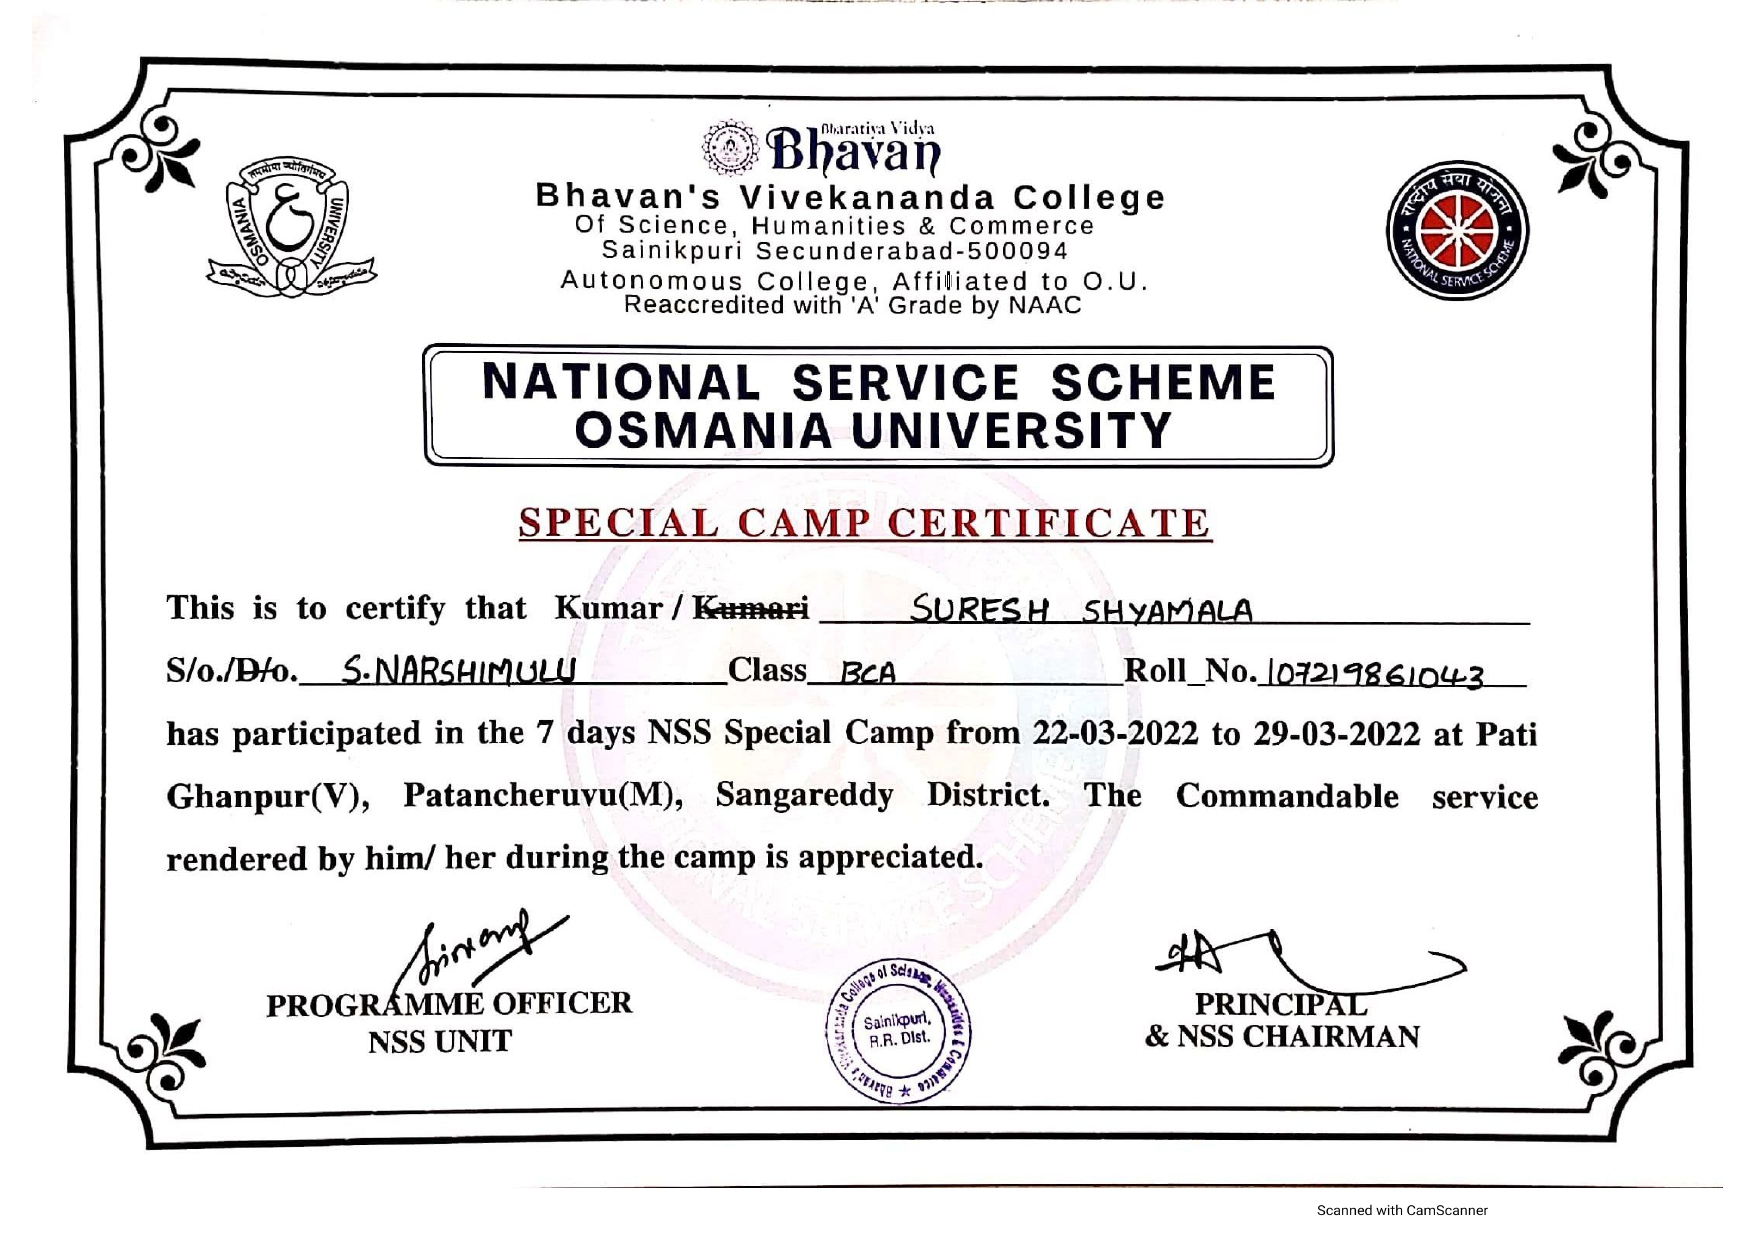 Bharatiya Vidya
Bhavan
Bhavan's Vivekananda College
Of Science, Humanities & Commerce
Sainikpuri Secunderabad-500094
Autonomous College, Affiliated to O.U.
Reaccredited with 'A' Grade by NAAC
तमसोमा ज्योतिर्गमय
OSMANIA UNIVERSITY
राष्ट्रीय सेवा योजना
NATIONAL SERVICE SCHEME
NATIONAL SERVICE SCHEME
OSMANIA UNIVERSITY
SPECIAL CAMP CERTIFICATE
This is to certify that Kumar / Kumari SURESH SHYAMALA
S/o./D/o. S.NARSHIMULU Class BCA Roll_No. 107219861043
has participated in the 7 days NSS Special Camp from 22-03-2022 to 29-03-2022 at Pati
Ghanpur(V), Patancheruvu(M), Sangareddy District. The Commandable service
rendered by him/ her during the camp is appreciated.
PROGRAMME OFFICER
NSS UNIT
Bhavan's Vivekananda College of Science, Humanities & Commerce
Sainikpuri,
R.R. Dist.
PRINCIPAL
& NSS CHAIRMAN
Scanned with CamScanner